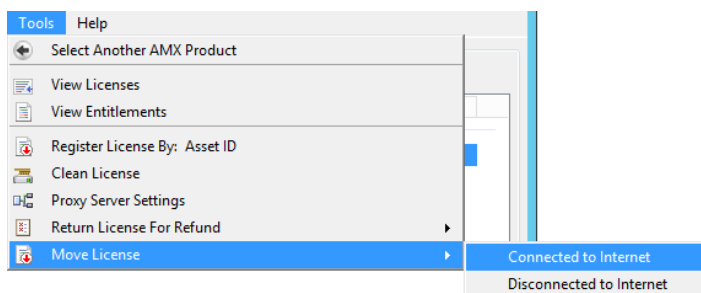 Tools Help
Select Another AMX Product
View Licenses
View Entitlements
Register License By: Asset ID
Clean License
Proxy Server Settings
Return License For Refund
Move License
Connected to Internet
Disconnected to Internet